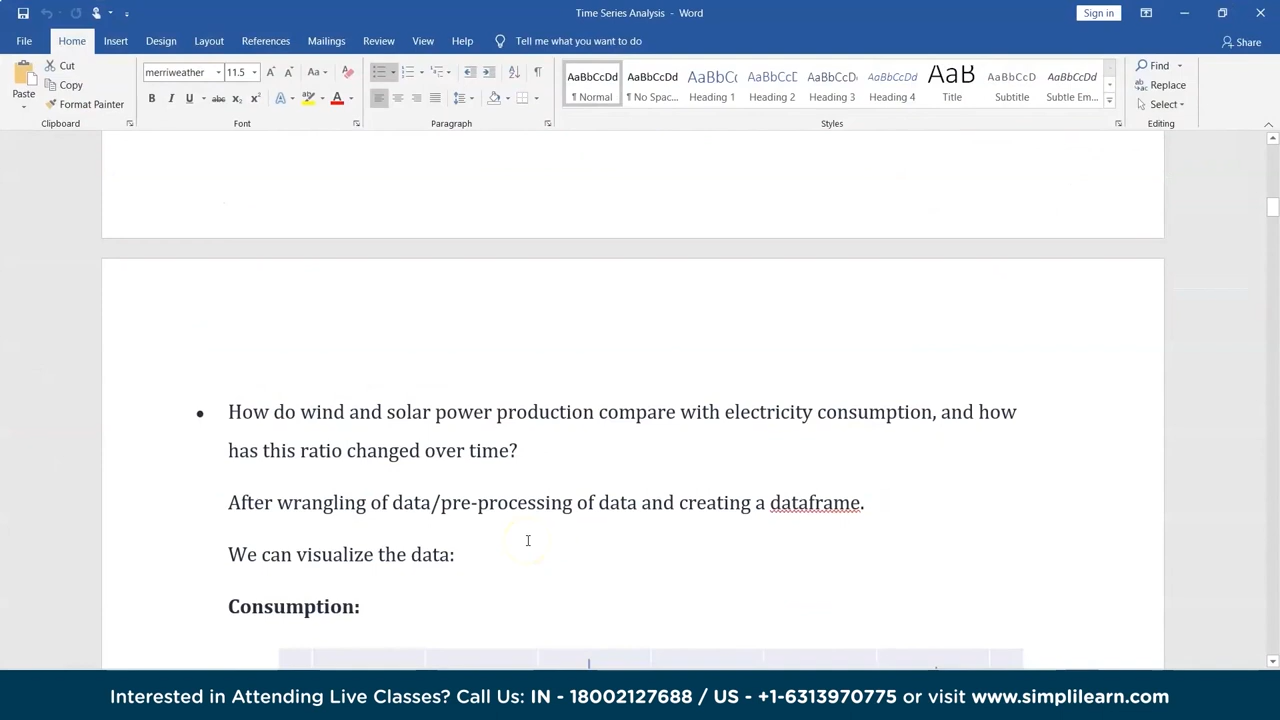 Time Series Analysis - Word
Sign in
File Home Insert Design Layout References Mailings Review View Help Tell me what you want to do Share
Paste
Cut
Copy
Format Painter
Clipboard
merriweather 11.5
Font
Paragraph
AaBbCcDd ¶ Normal
AaBbCcDd ¶ No Spac...
AaBbCc Heading 1
AaBbCcD Heading 2
AaBbCcDd Heading 3
AaBbCcDd Heading 4
AaB Title
AaBbCcDd Subtitle
AaBbCcDd Subtle Em...
Styles
Find
Replace
Select
Editing
• How do wind and solar power production compare with electricity consumption, and how
has this ratio changed over time?
After wrangling of data/pre-processing of data and creating a dataframe.
We can visualize the data:
Consumption:
Interested in Attending Live Classes? Call Us: IN - 18002127688 / US - +1-6313970775 or visit www.simplilearn.com